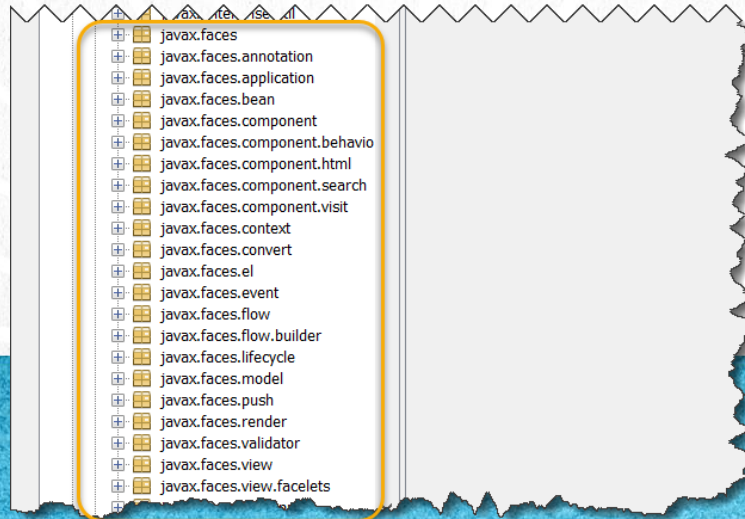 javax.faces
javax.faces.annotation
javax.faces.application
javax.faces.bean
javax.faces.component
javax.faces.component.behavio
javax.faces.component.html
javax.faces.component.search
javax.faces.component.visit
javax.faces.context
javax.faces.convert
javax.faces.el
javax.faces.event
javax.faces.flow
javax.faces.flow.builder
javax.faces.lifecycle
javax.faces.model
javax.faces.push
javax.faces.render
javax.faces.validator
javax.faces.view
javax.faces.view.facelets